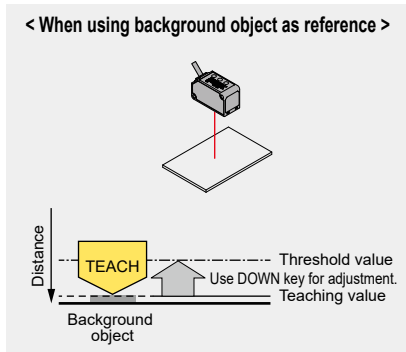 < When using background object as reference >
Distance
TEACH
Threshold value
Use DOWN key for adjustment.
Teaching value
Background
object